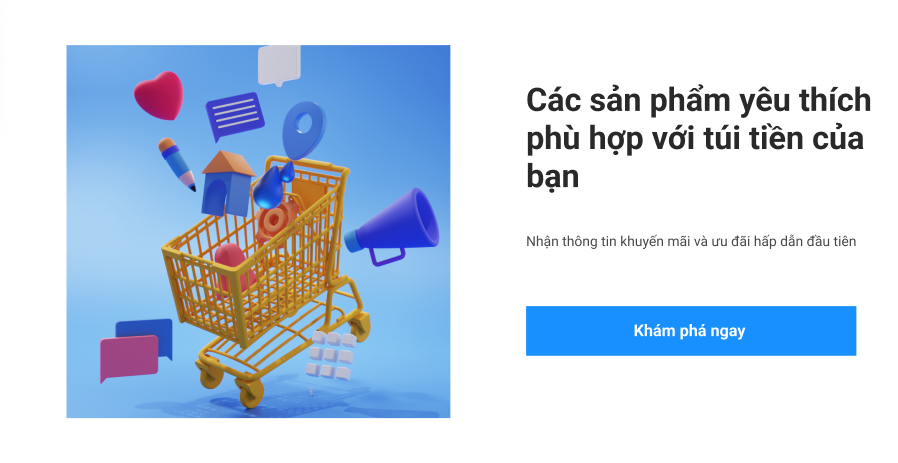 Các sản phẩm yêu thích
phù hợp với túi tiền của
bạn
Nhận thông tin khuyến mãi và ưu đãi hấp dẫn đầu tiên
Khám phá ngay